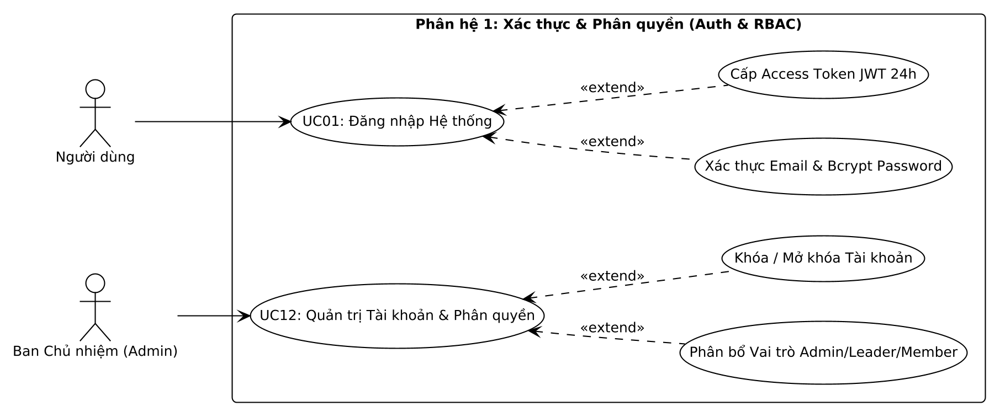 Phân hệ 1: Xác thực & Phân quyền (Auth & RBAC)
Cấp Access Token JWT 24h
«extend»
UC01: Đăng nhập Hệ thống
«extend»
Người dùng
Xác thực Email & Bcrypt Password
Khóa / Mở khóa Tài khoản
«extend»
UC12: Quản trị Tài khoản & Phân quyền
«extend»
Ban Chủ nhiệm (Admin)
Phân bổ Vai trò Admin/Leader/Member